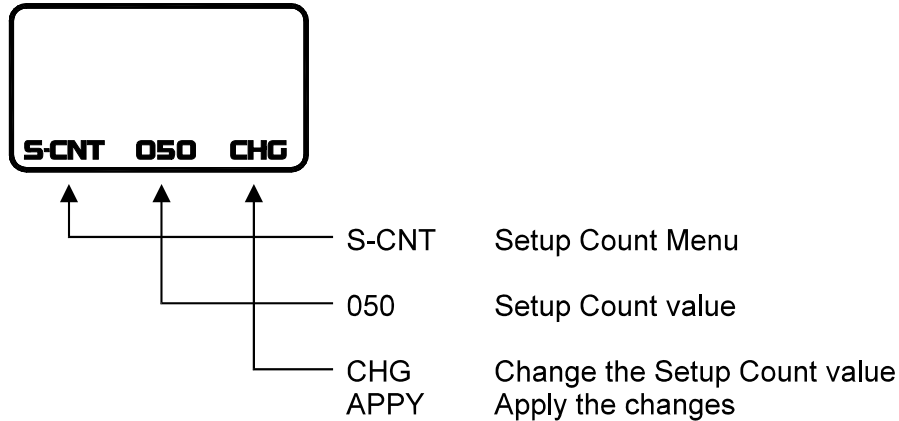 S-CNT 050 CHG
S-CNT Setup Count Menu
050 Setup Count value
CHG Change the Setup Count value
APPY Apply the changes